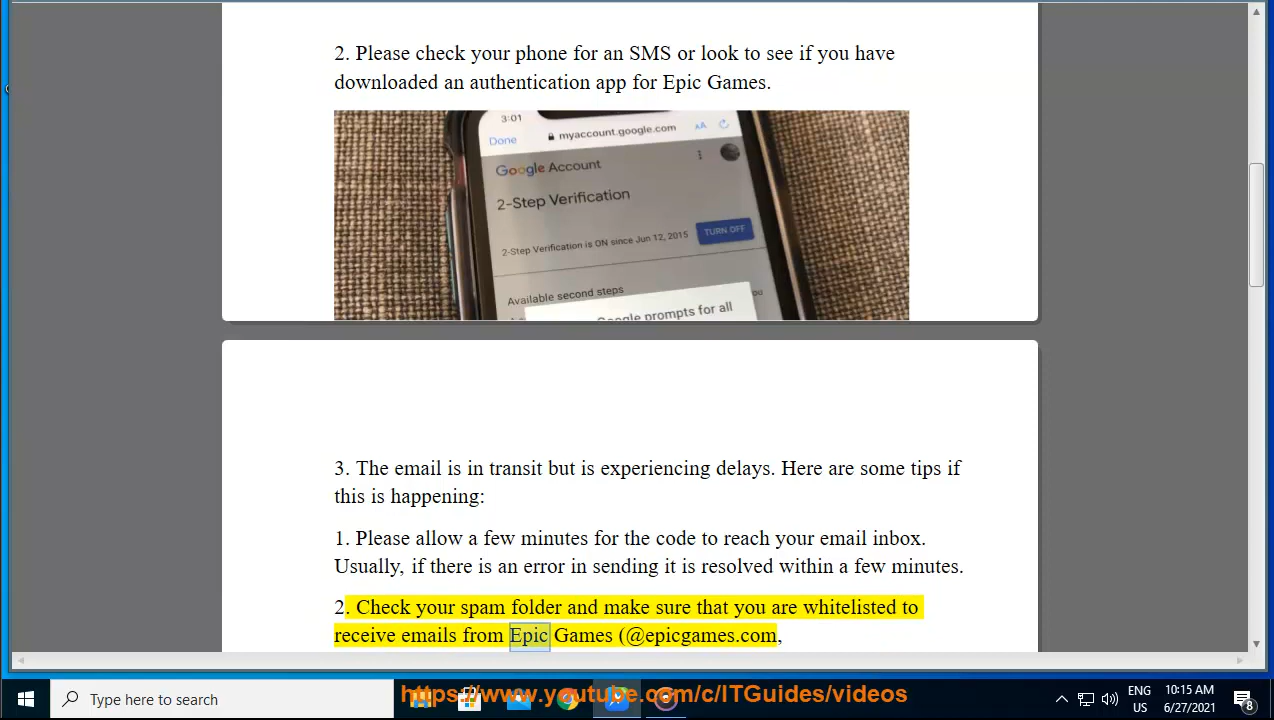 2. Please check your phone for an SMS or look to see if you have
downloaded an authentication app for Epic Games.
3:01
Done
myaccount.google.com
AA
Google Account
2-Step Verification
2-Step Verification is ON since Jun 12, 2015
TURN OFF
Available second steps
Google prompts for all
you
3. The email is in transit but is experiencing delays. Here are some tips if
this is happening:
1. Please allow a few minutes for the code to reach your email inbox.
Usually, if there is an error in sending it is resolved within a few minutes.
2. Check your spam folder and make sure that you are whitelisted to
receive emails from Epic Games (@epicgames.com,
Type here to search
https://www.youtube.com/c/ITGuides/videos
ENG
US
10:15 AM
6/27/2021
8